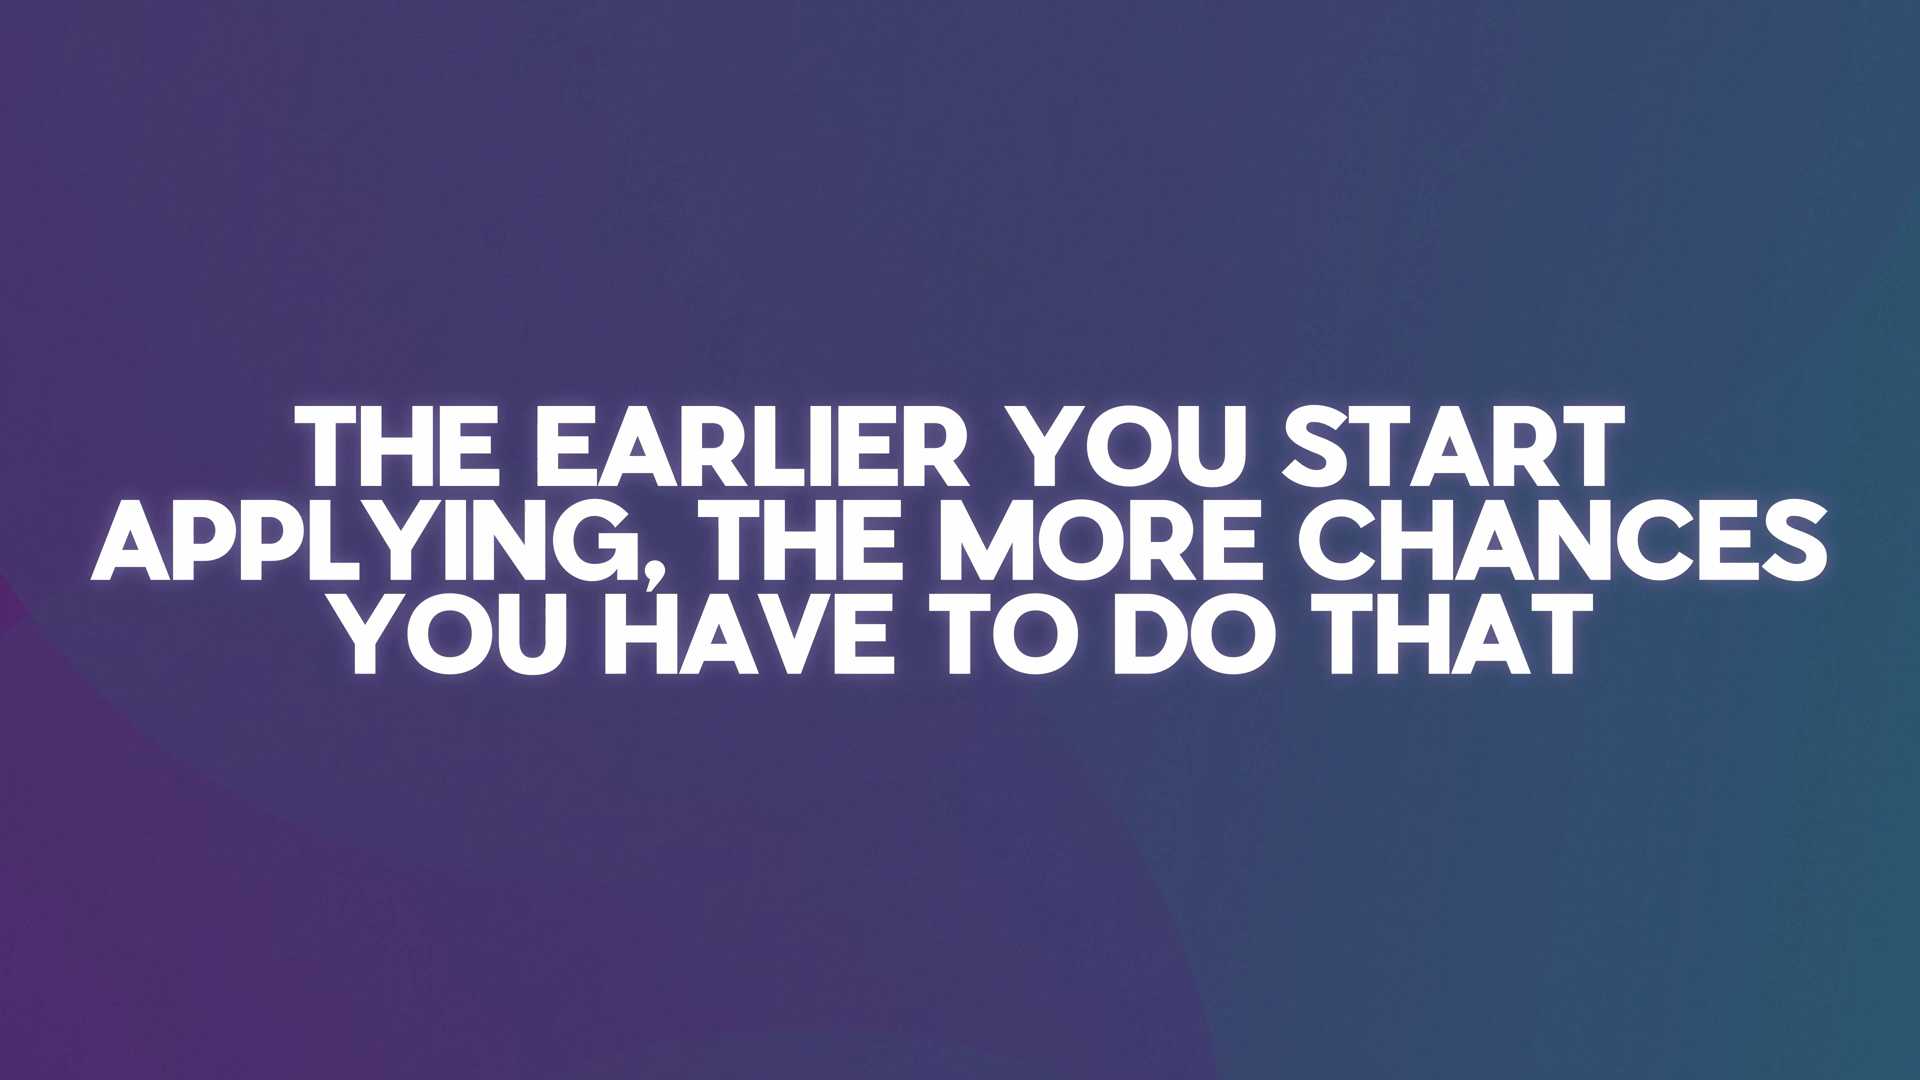 THE EARLIER YOU START
APPLYING, THE MORE CHANCES
YOU HAVE TO DO THAT